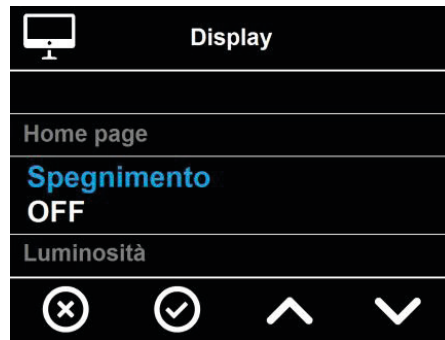 Display
Home page
Spegnimento
OFF
Luminosità